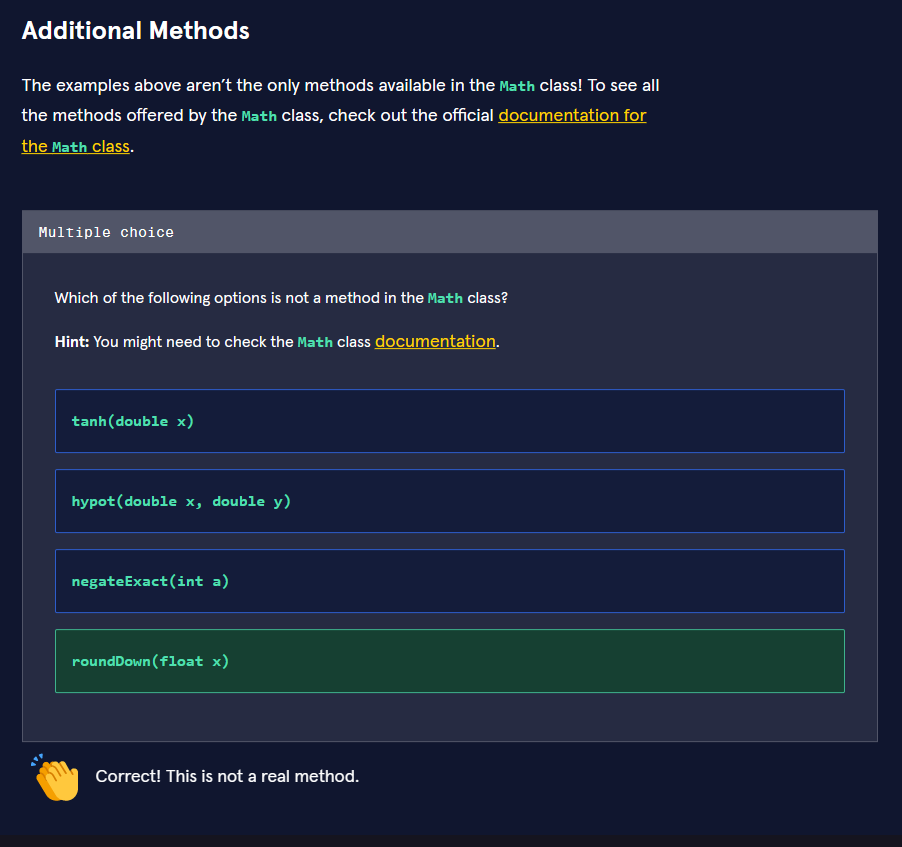 Additional Methods
The examples above aren’t the only methods available in the Math class! To see all
the methods offered by the Math class, check out the official documentation for
the Math class.
Multiple choice
Which of the following options is not a method in the Math class?
Hint: You might need to check the Math class documentation.
tanh(double x)
hypot(double x, double y)
negateExact(int a)
roundDown(float x)
Correct! This is not a real method.